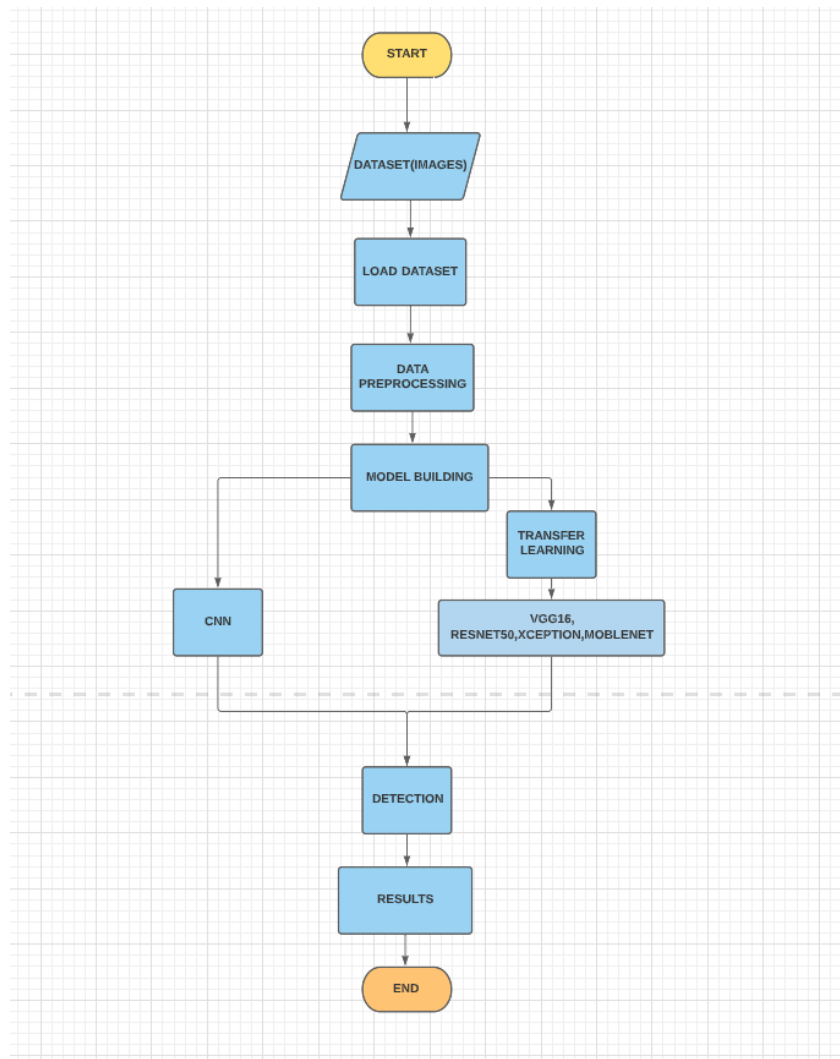 START
DATASET(IMAGES)
LOAD DATASET
DATA
PREPROCESSING
MODEL BUILDING
TRANSFER
LEARNING
CNN
VGG16,
RESNET50,XCEPTION,MOBLENET
DETECTION
RESULTS
END